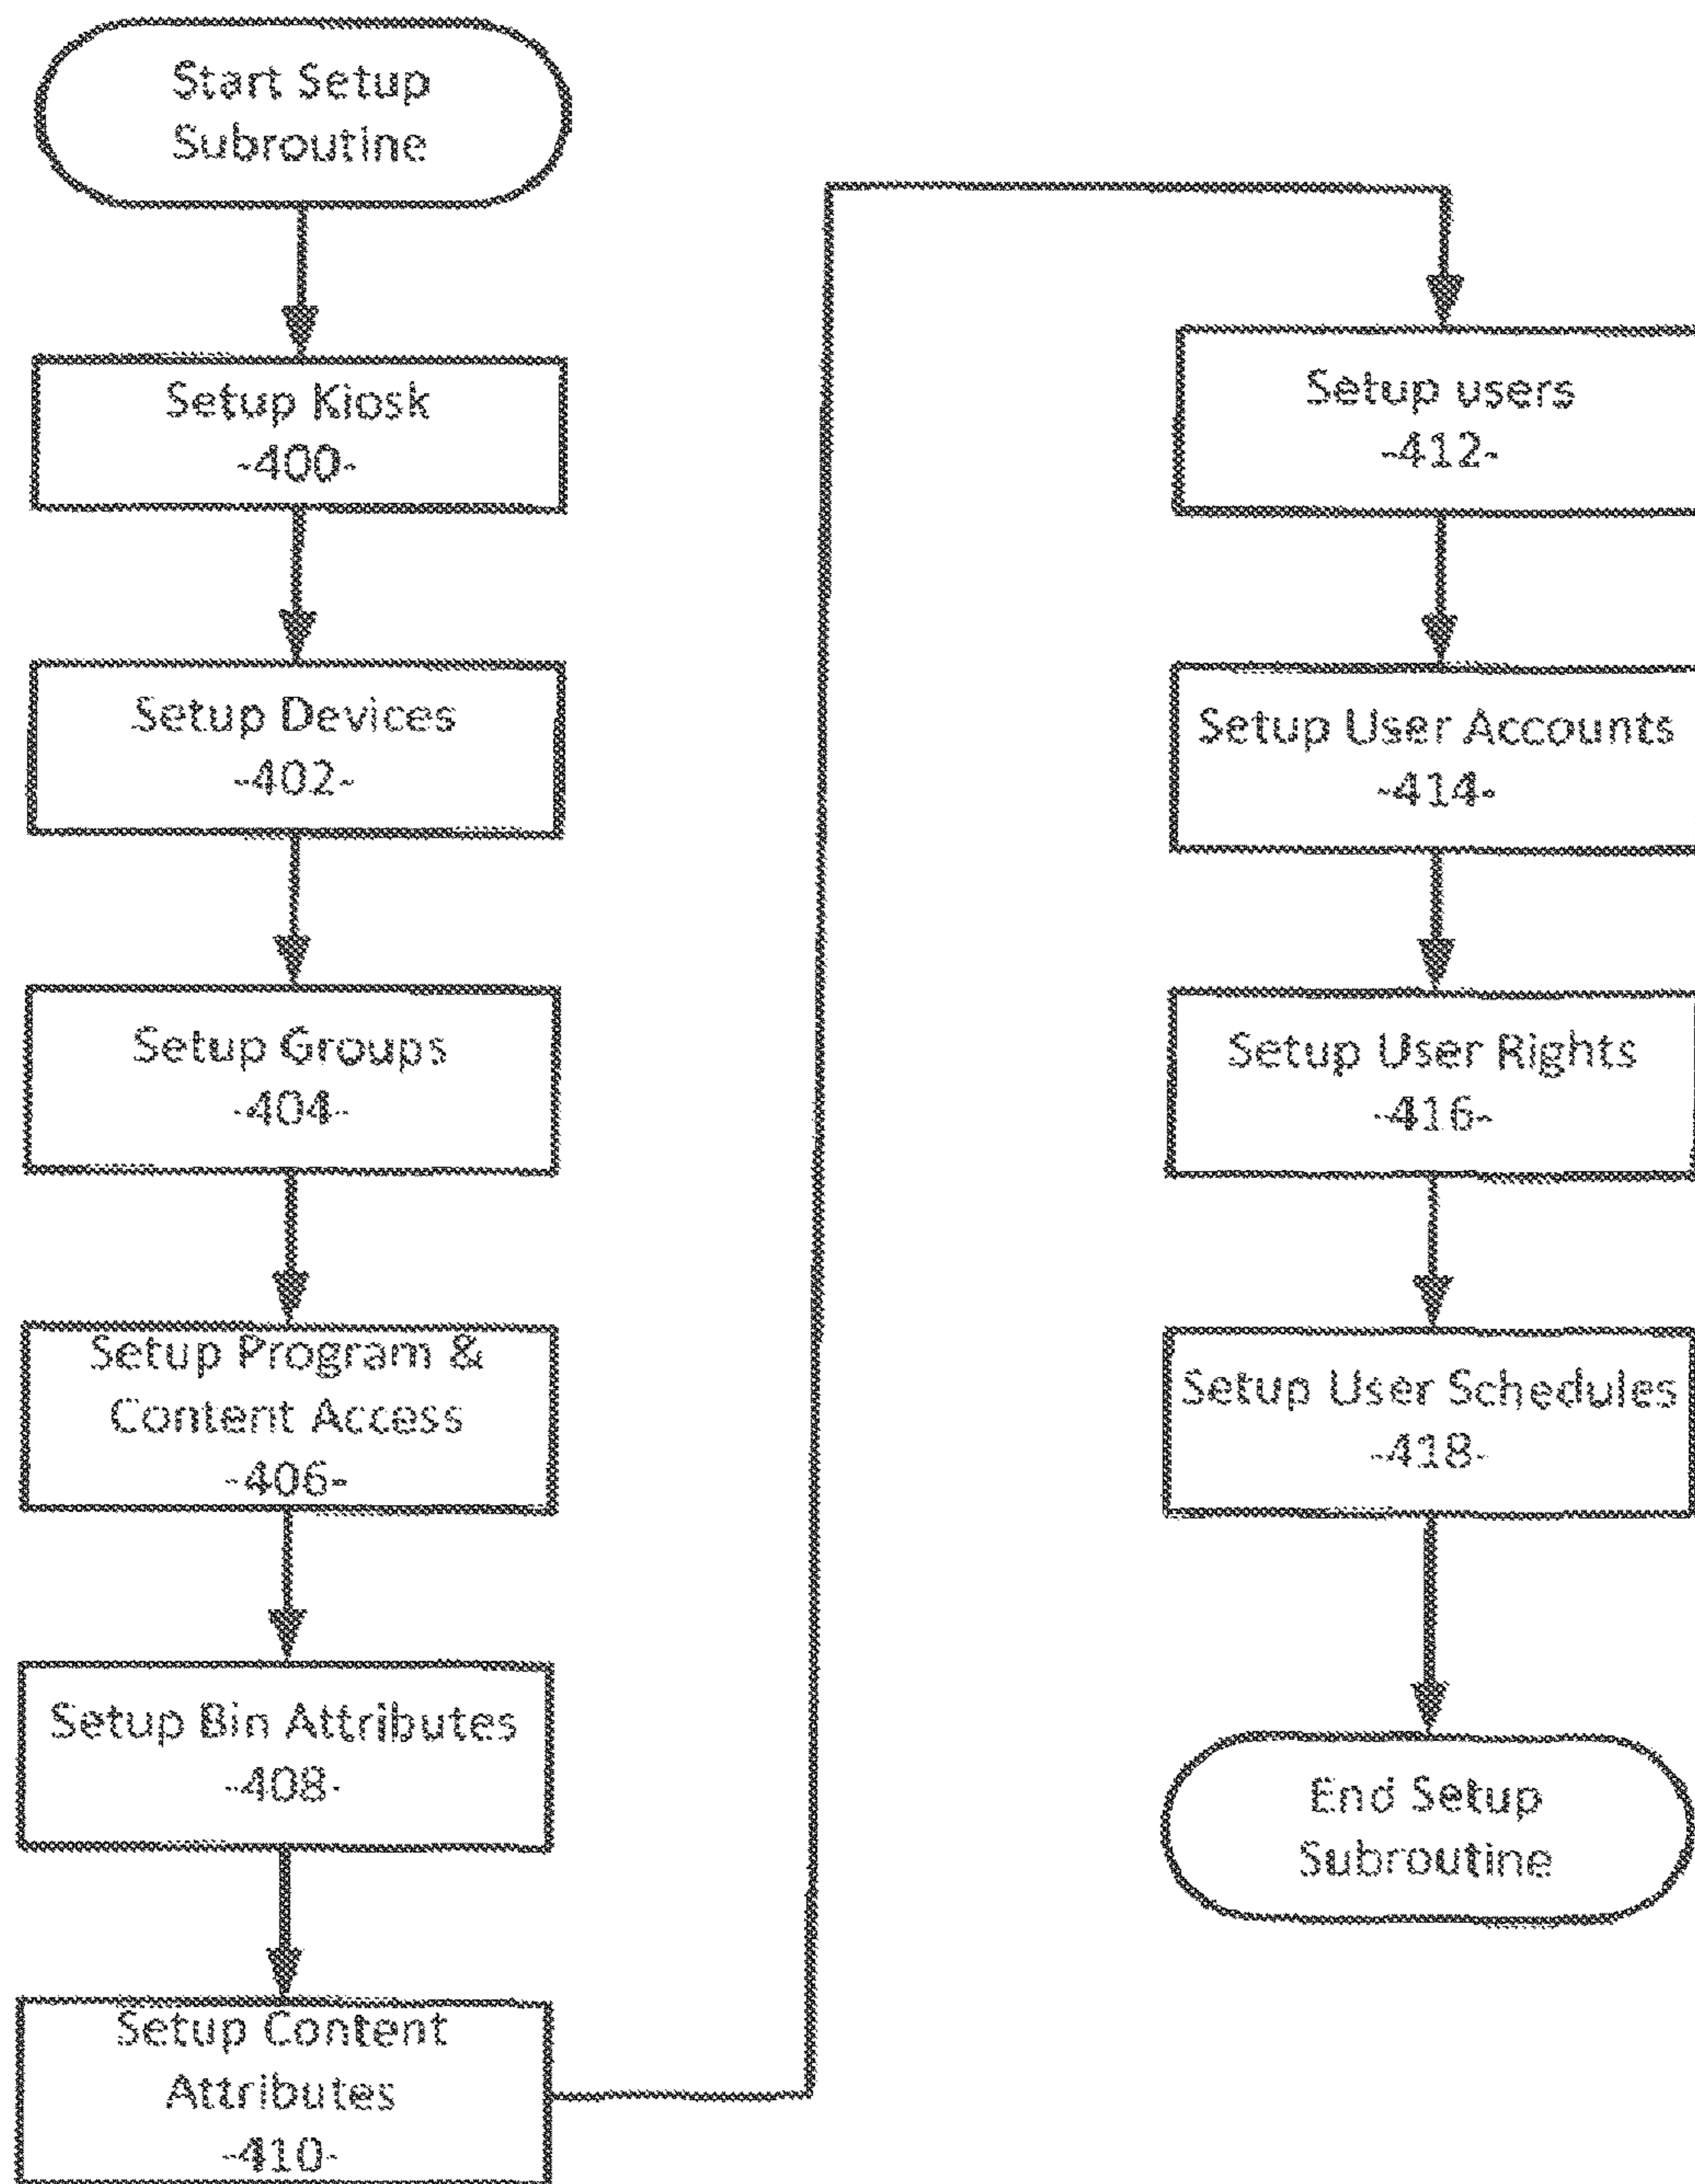 Start Setup
Subroutine
Setup Kiosk
-400-
Setup Devices
-402-
Setup Groups
-404-
Setup Program &
Content Access
-406-
Setup Bin Attributes
-408-
Setup Content
Attributes
-410-
Setup users
-412-
Setup User Accounts
-414-
Setup User Rights
-416-
Setup User Schedules
-418-
End Setup
Subroutine